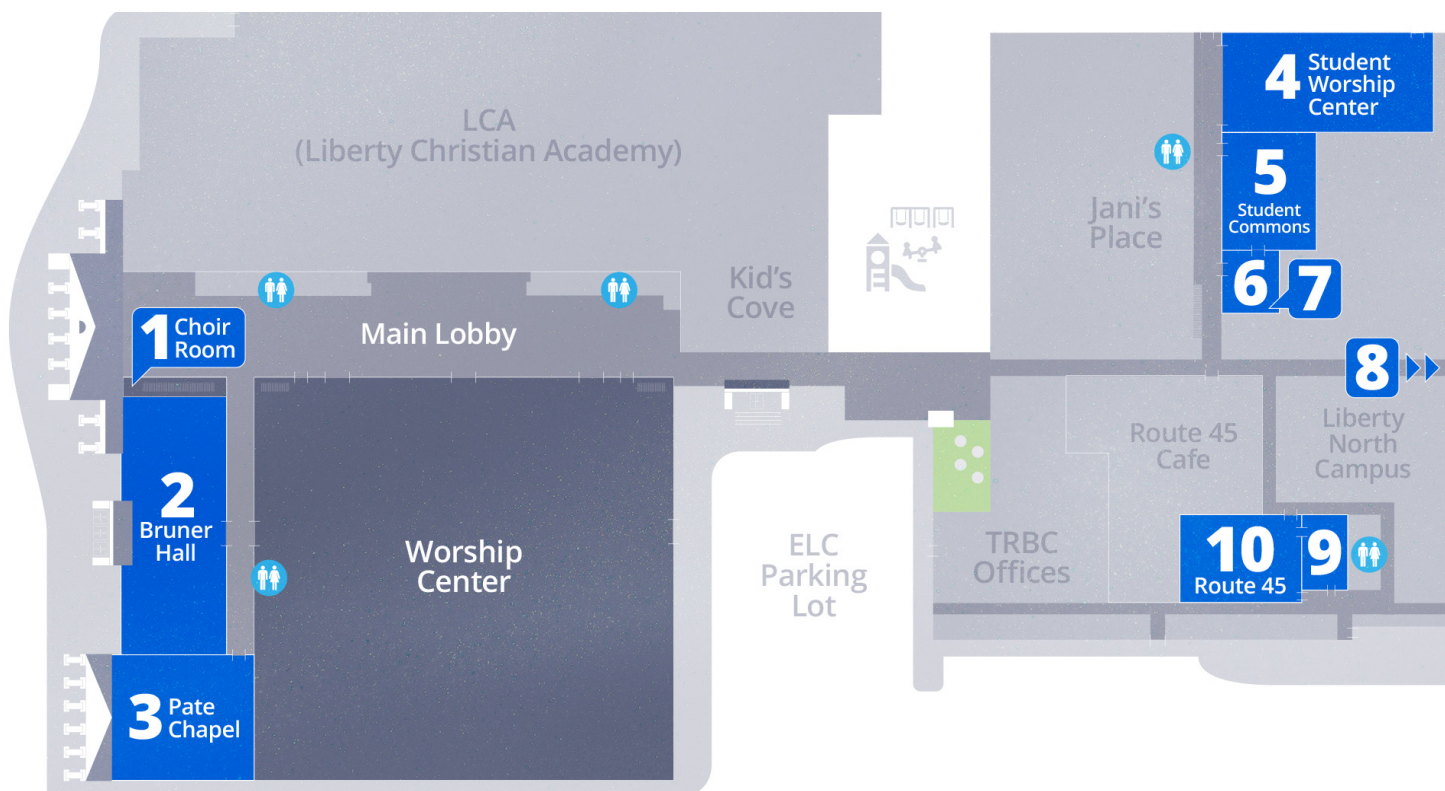 LCA
(Liberty Christian Academy)
4 Student
Worship
Center
5
Student
Commons
Jani's
Place
6
7
Kid's
Cove
1 Choir
Room
Main Lobby
8
Route 45
Cafe
Liberty
North
Campus
2
Bruner
Hall
Worship
Center
ELC
Parking
Lot
TRBC
Offices
10
Route 45
9
3 Pate
Chapel